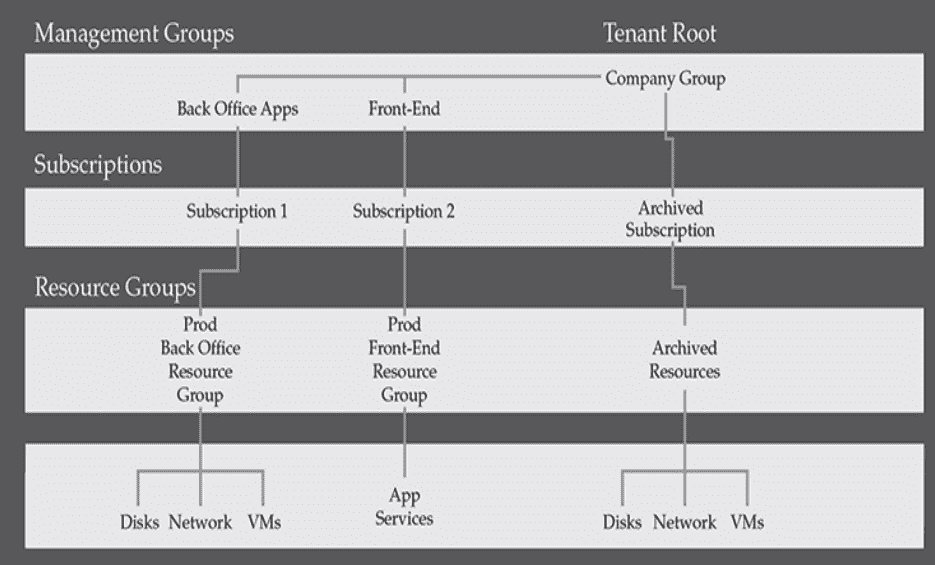 Management Groups
Tenant Root
Company Group
Back Office Apps
Front-End
Subscriptions
Subscription 1
Subscription 2
Archived
Subscription
Resource Groups
Prod
Back Office
Resource
Group
Prod
Front-End
Resource
Group
Archived
Resources
Disks Network VMs
App
Services
Disks Network VMs